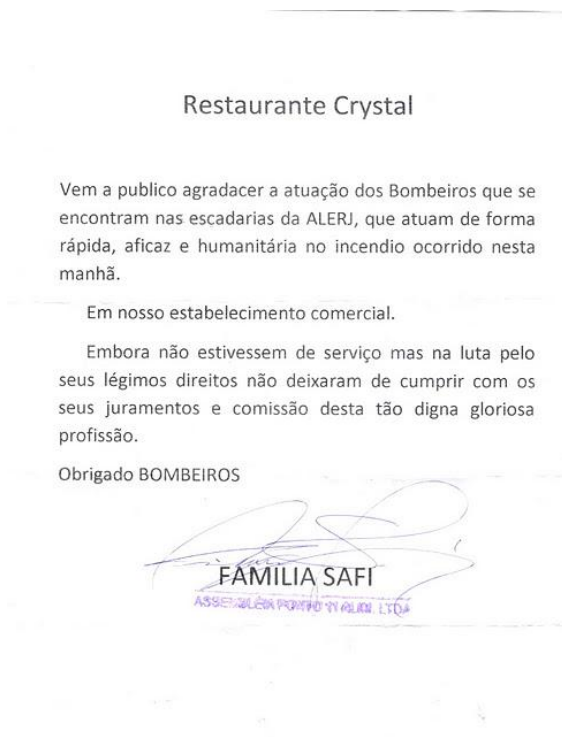 Restaurante Crystal
Vem a publico agradacer a atuação dos Bombeiros que se
encontram nas escadarias da ALERJ, que atuam de forma
rápida, aficaz e humanitária no incendio ocorrido nesta
manhã.
Em nosso estabelecimento comercial.
Embora não estivessem de serviço mas na luta pelo
seus légimos direitos não deixaram de cumprir com os
seus juramentos e comissão desta tão digna gloriosa
profissão.
Obrigado BOMBEIROS
FAMILIA SAFI
LTDA